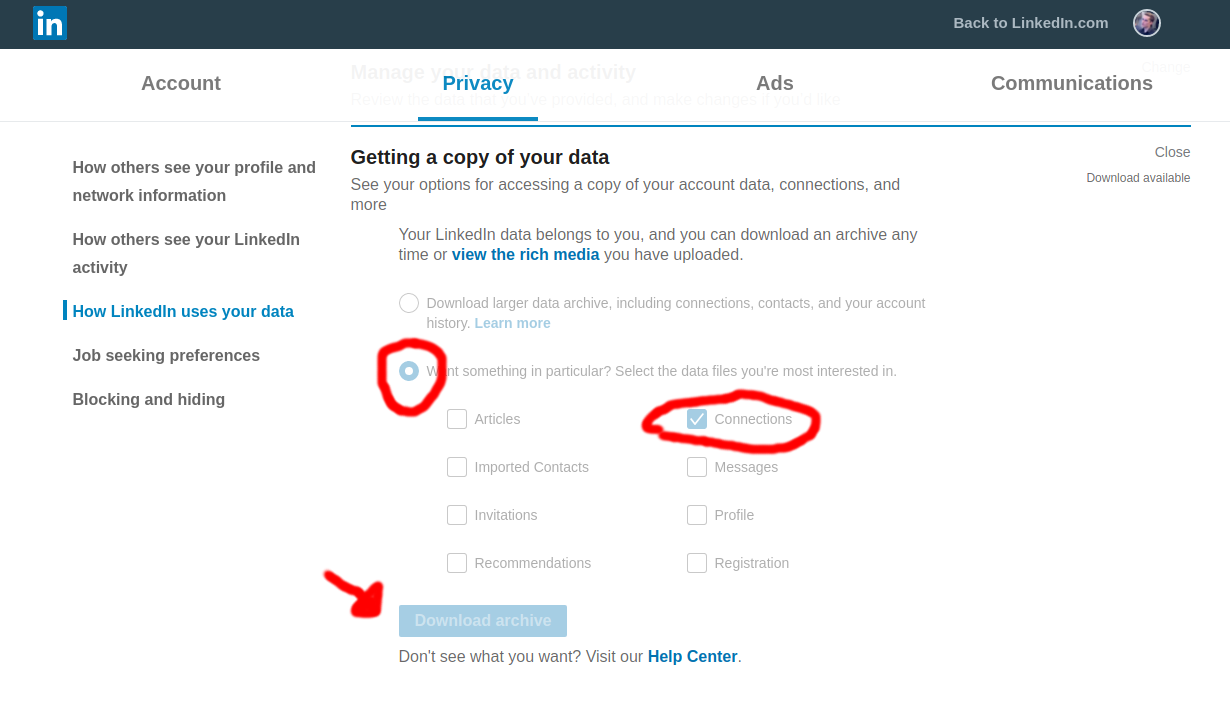 in
Back to LinkedIn.com
Account
Privacy
Ads
Communications
Manage your data and activity
Change
Review the data that you've provided, and make changes if you'd like
How others see your profile and
network information
How others see your LinkedIn
activity
How LinkedIn uses your data
Job seeking preferences
Blocking and hiding
Getting a copy of your data
Close
See your options for accessing a copy of your account data, connections, and
more
Download available
Your LinkedIn data belongs to you, and you can download an archive any
time or view the rich media you have uploaded.
Download larger data archive, including connections, contacts, and your account
history. Learn more
Want something in particular? Select the data files you're most interested in.
Articles
Connections
Imported Contacts
Messages
Invitations
Profile
Recommendations
Registration
Download archive
Don't see what you want? Visit our Help Center.